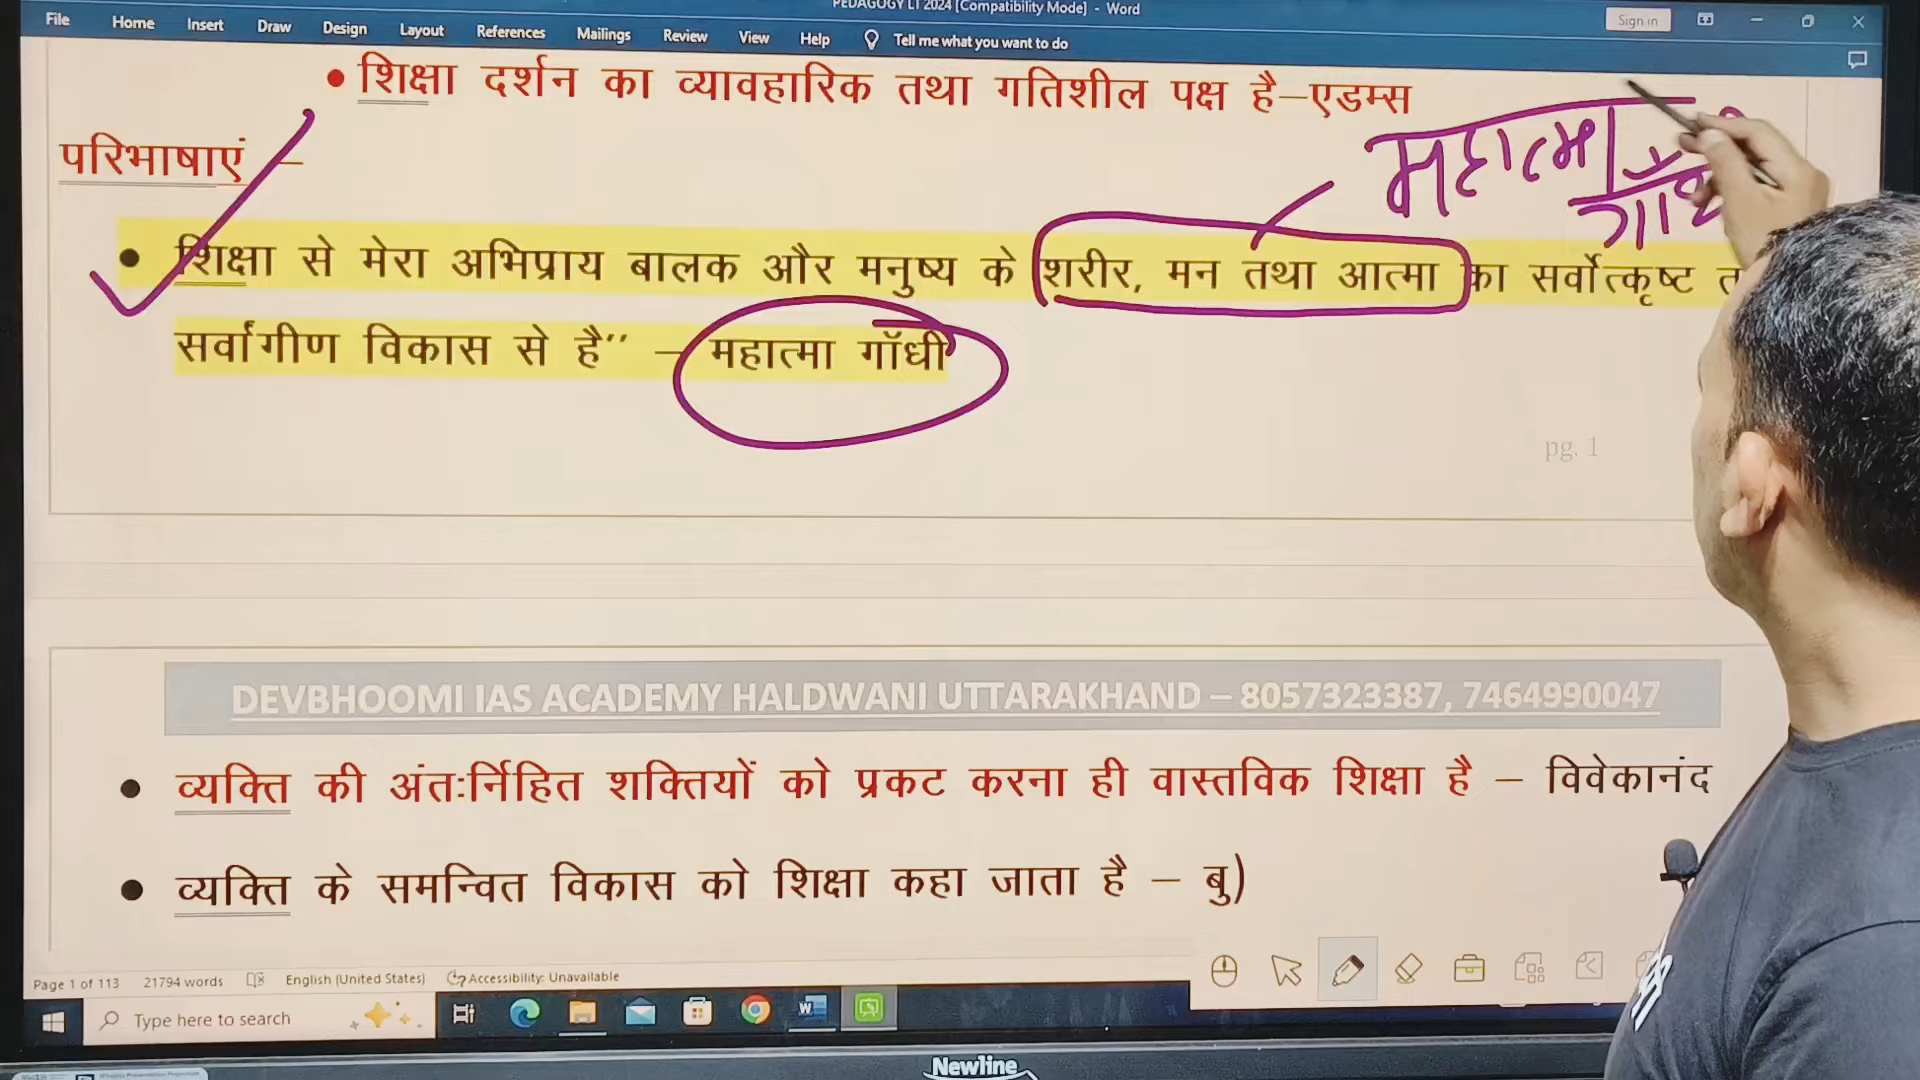 PEDAGOGY LT 2024 [Compatibility Mode] - Word
Sign in
File Home Insert Draw Design Layout References Mailings Review View Help Tell me what you want to do
• शिक्षा दर्शन का व्यावहारिक तथा गतिशील पक्ष है–एडम्स
महात्मा
परिभाषाएं –
• शिक्षा से मेरा अभिप्राय बालक और मनुष्य के शरीर, मन तथा आत्मा का सर्वोत्कृष्ट
सर्वांगीण विकास से है’’ – महात्मा गॉधी
pg. 1
DEVBHOOMI IAS ACADEMY HALDWANI UTTARAKHAND – 8057323387, 7464990047
• व्यक्ति की अंतःर्निहित शक्तियों को प्रकट करना ही वास्तविक शिक्षा है – विवेकानंद
• व्यक्ति के समन्वित विकास को शिक्षा कहा जाता है – बु)
Page 1 of 113 21794 words English (United States) Accessibility: Unavailable
Type here to search
Newline